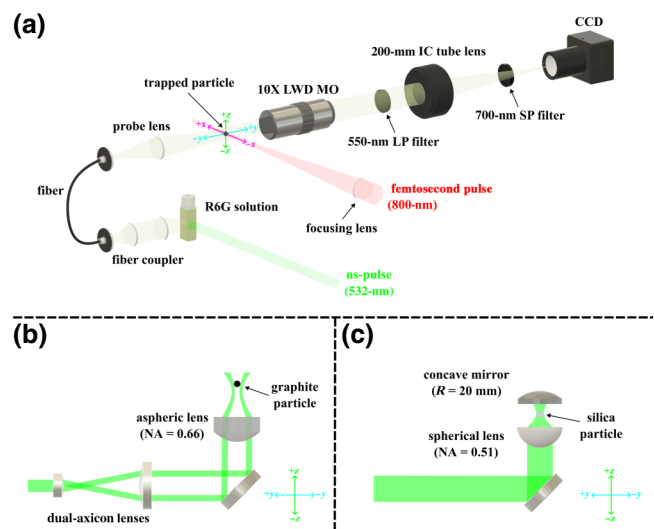 (a)
CCD
200-mm IC tube lens
10X LWD MO
trapped particle
probe lens
+x
+z
+y
-y
-z
-x
700-nm SP filter
550-nm LP filter
fiber
R6G solution
femtosecond pulse
(800-nm)
focusing lens
fiber coupler
ns-pulse
(532-nm)
(b)
graphite
particle
aspheric lens
(NA = 0.66)
+z
+y
-y
-z
dual-axicon lenses
(c)
concave mirror
(R = 20 mm)
silica
particle
spherical lens
(NA = 0.51)
+z
+y
-y
-z